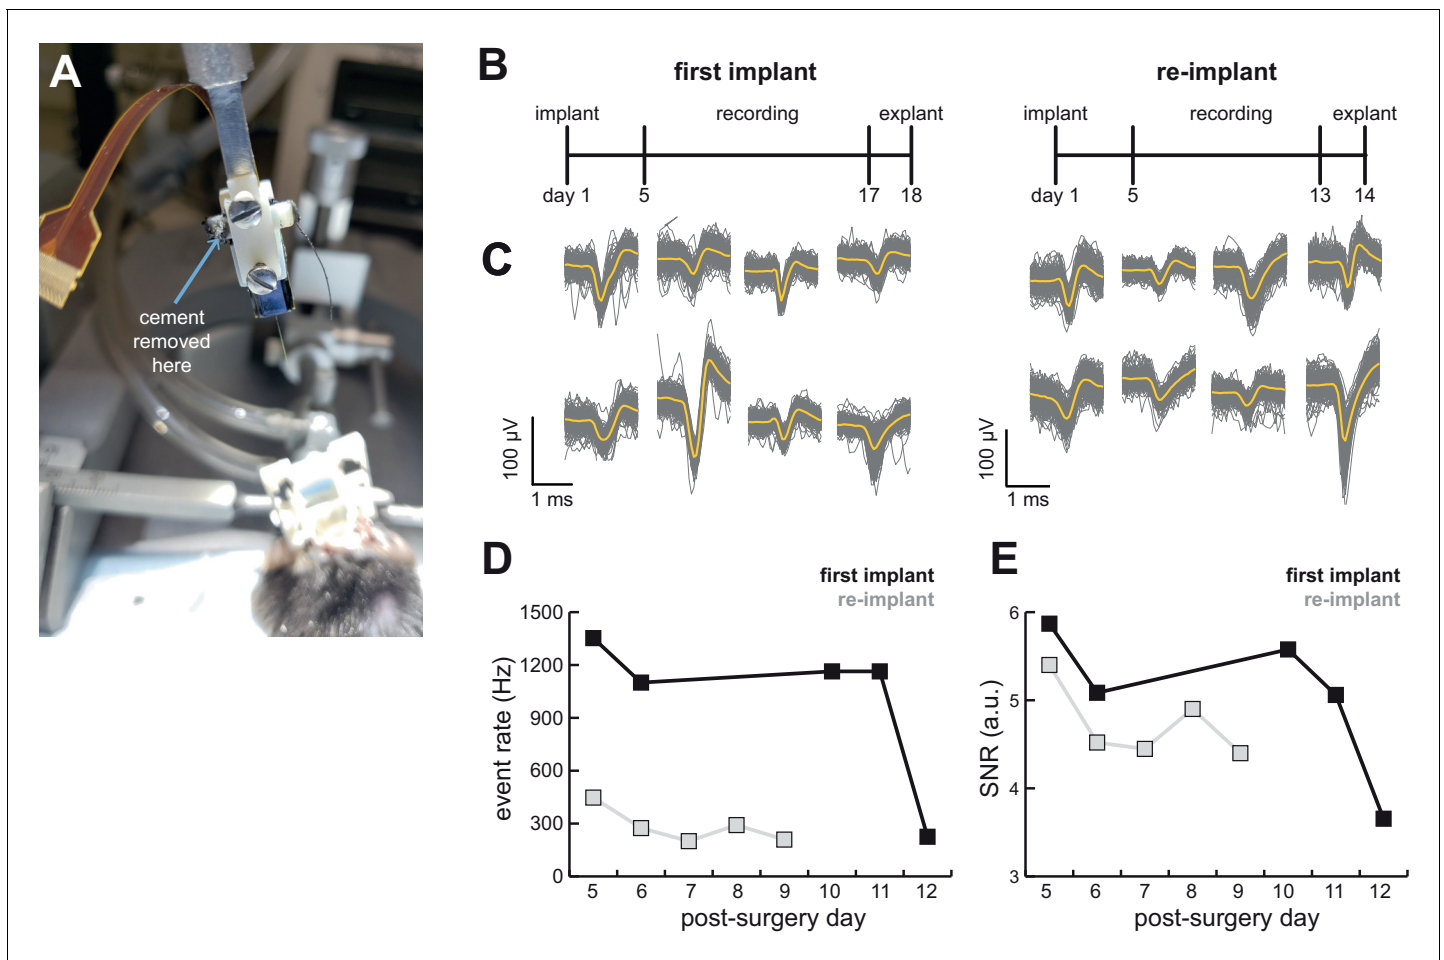 A
cement
removed
here
B
first implant
re-implant
implant
recording
explant
implant
recording
explant
day 1
5
17
18
day 1
5
13
14
C
100 µV
1 ms
100 µV
1 ms
D
first implant
re-implant
event rate (Hz)
1500
1200
900
600
300
0
5 6 7 8 9 10 11 12
post-surgery day
E
first implant
re-implant
SNR (a.u.)
6
5
4
3
5 6 7 8 9 10 11 12
post-surgery day